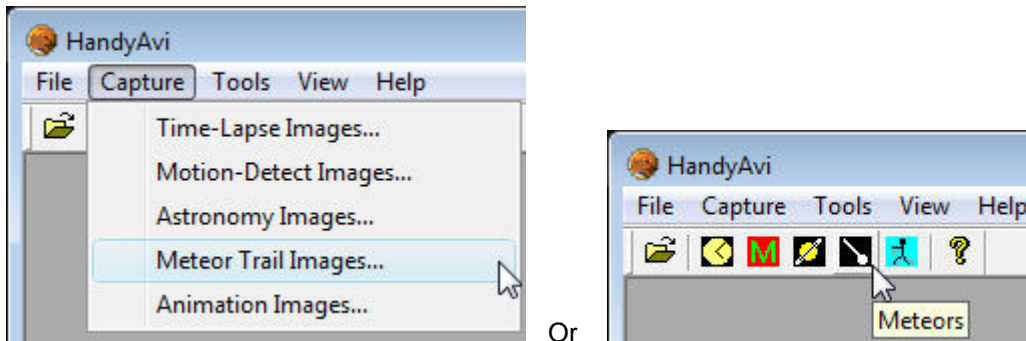 HandyAvi
File Capture Tools View Help
Time-Lapse Images...
Motion-Detect Images...
Astronomy Images...
Meteor Trail Images...
Animation Images...
Or
HandyAvi
File Capture Tools View Help
M ?
Meteors